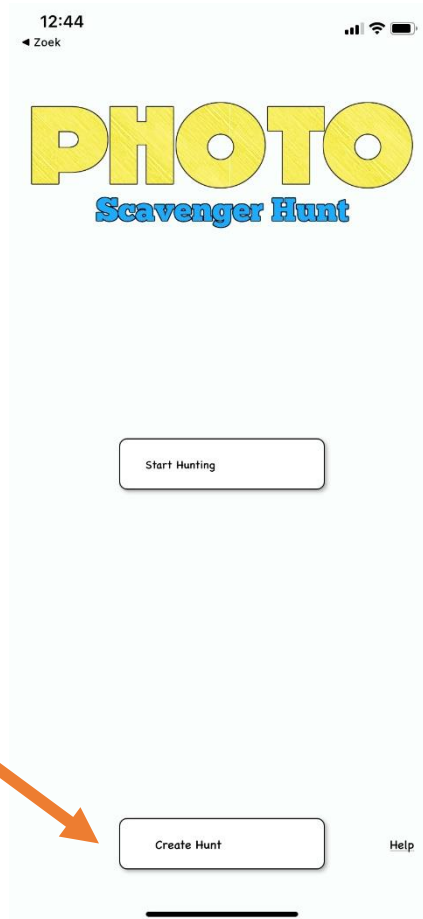 12:44
◀ Zoek
PHOTO
Scavenger Hunt
Start Hunting
Create Hunt
Help